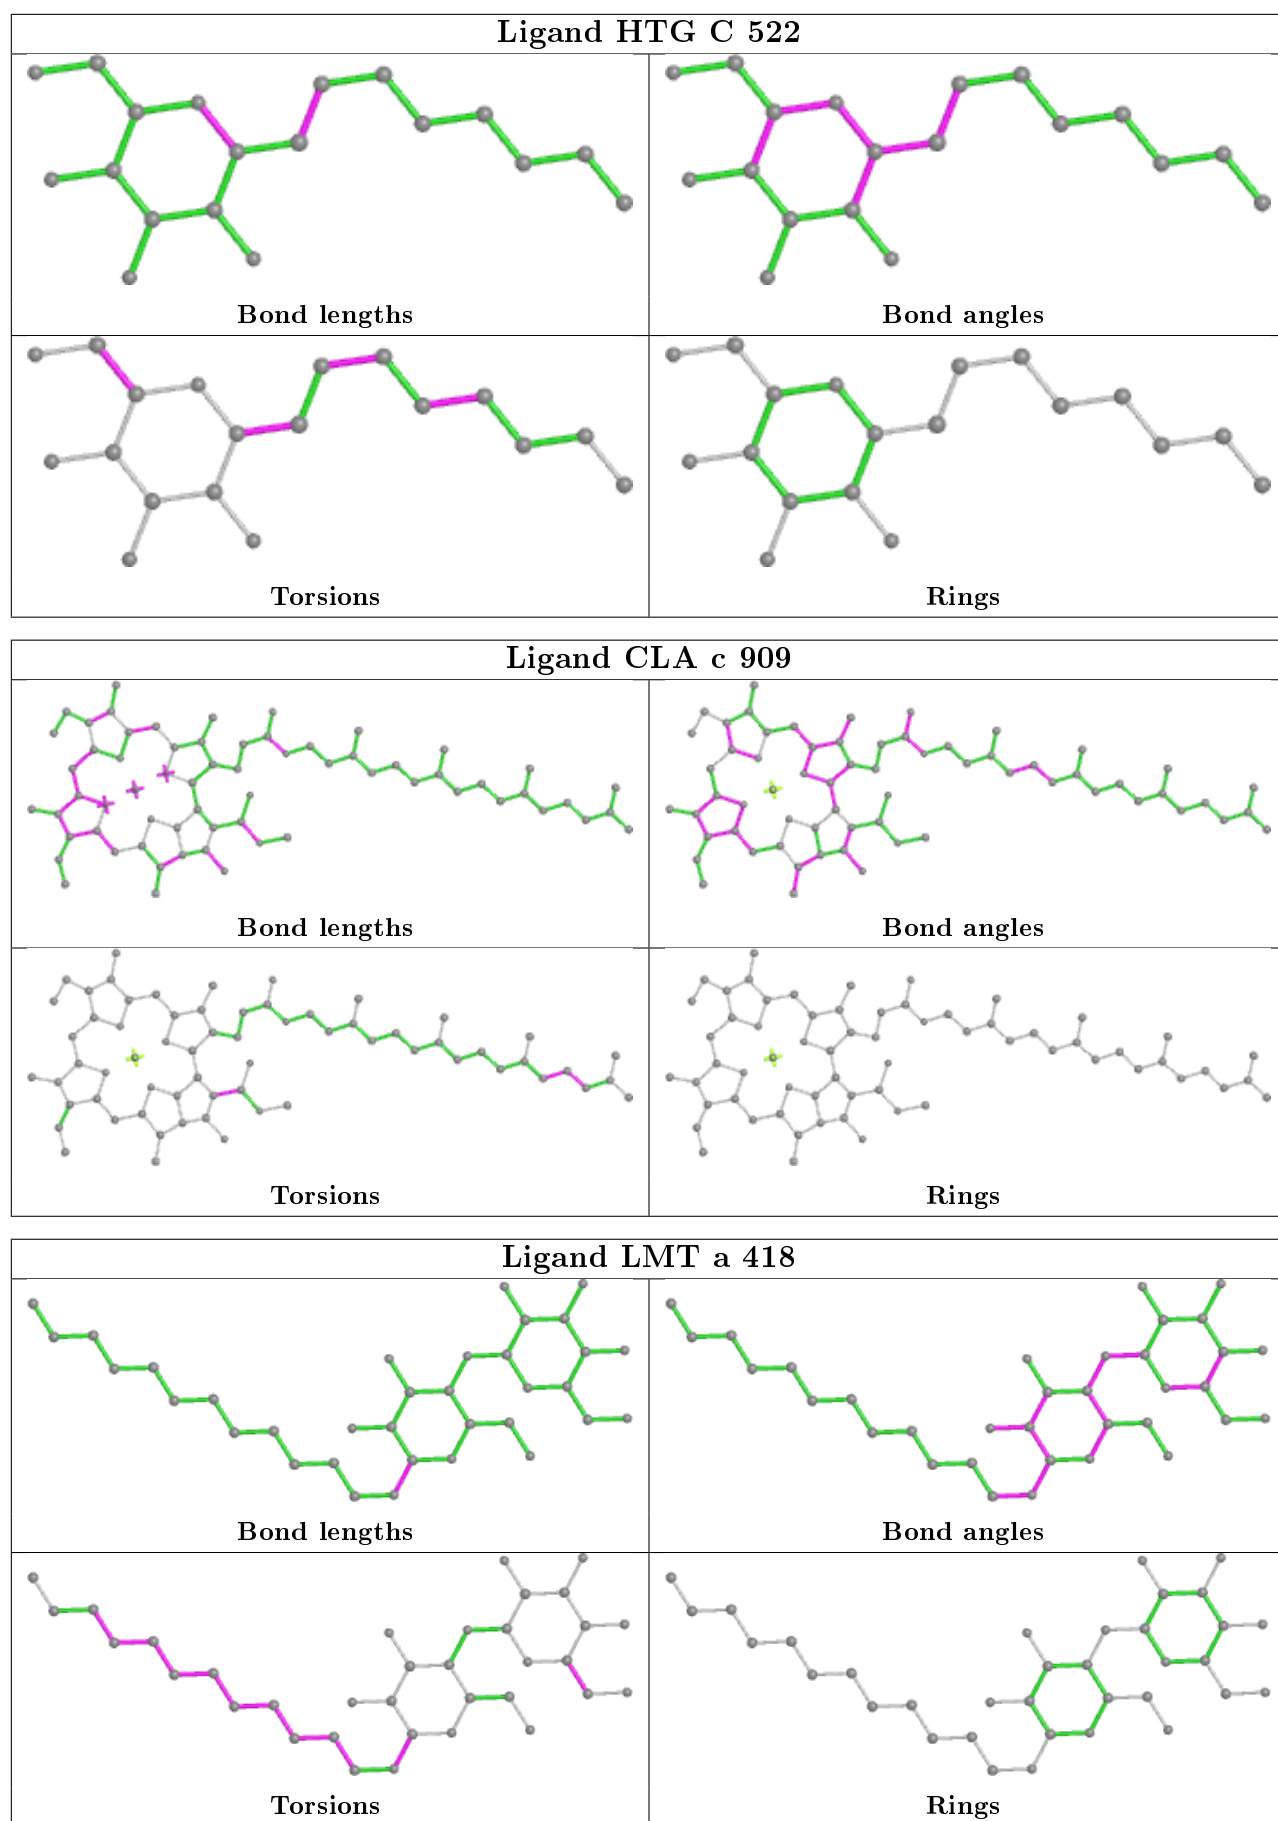 Ligand HTG C 522
Bond lengths
Bond angles
Torsions
Rings
Ligand CLA c 909
Bond lengths
Bond angles
Torsions
Rings
Ligand LMT a 418
Bond lengths
Bond angles
Torsions
Rings